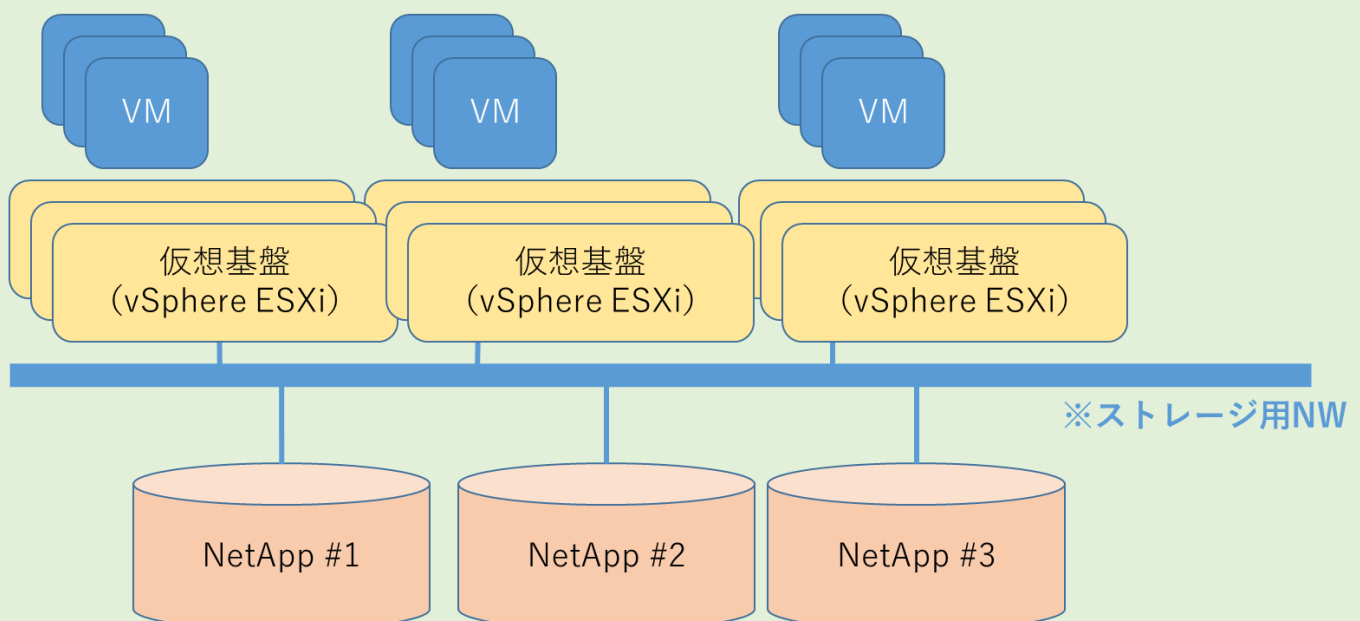 VM
VM
VM
仮想基盤
（vSphere ESXi）
仮想基盤
（vSphere ESXi）
仮想基盤
（vSphere ESXi）
※ストレージ用NW
NetApp #1
NetApp #2
NetApp #3